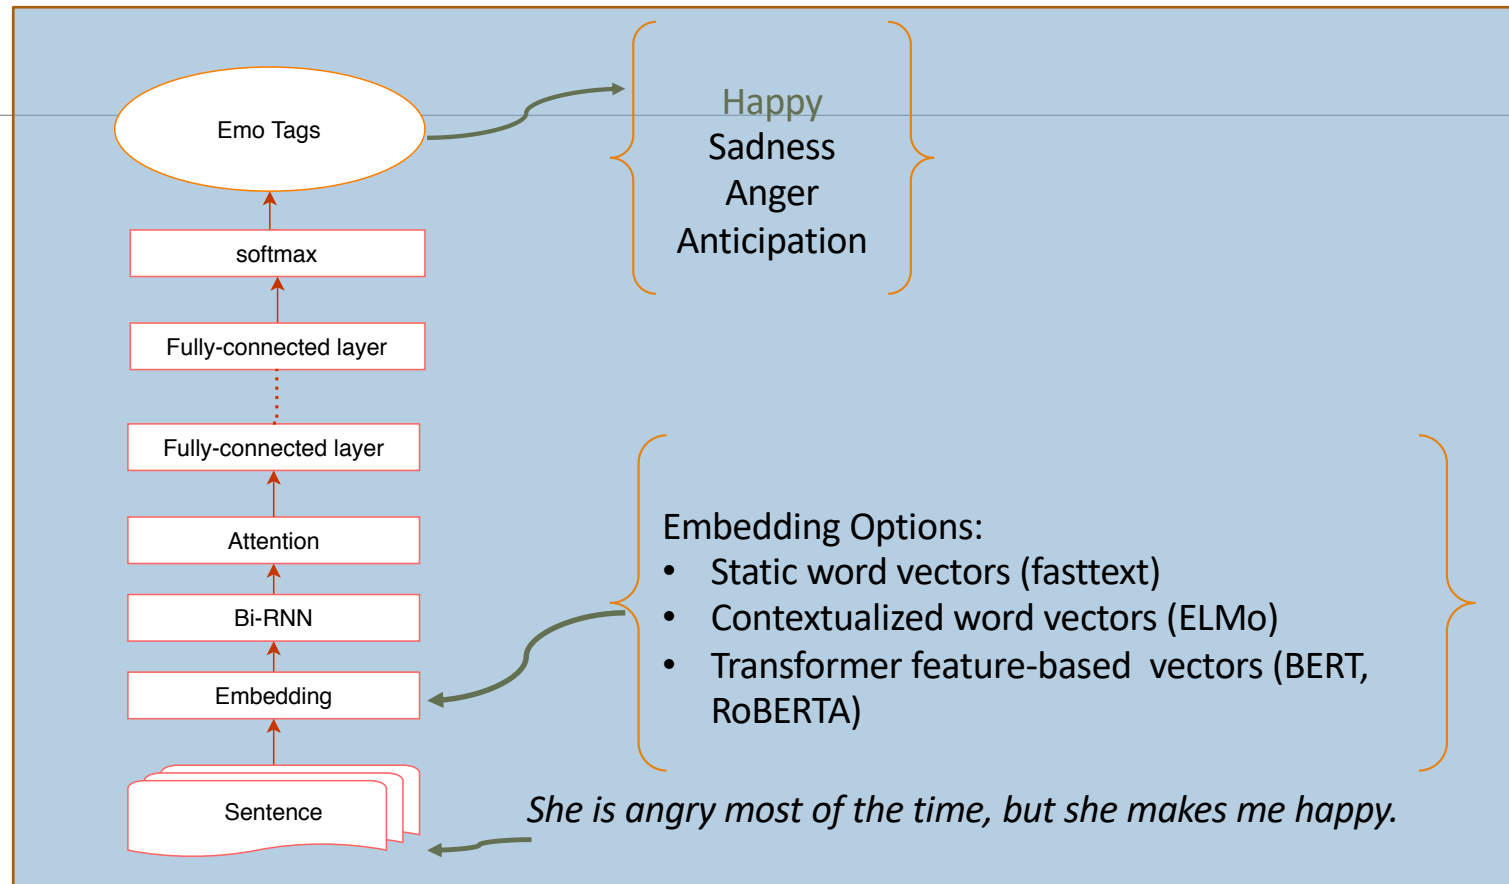 Emo Tags
softmax
Fully-connected layer
Fully-connected layer
Attention
Bi-RNN
Embedding
Sentence
Happy
Sadness
Anger
Anticipation
Embedding Options:
• Static word vectors (fasttext)
• Contextualized word vectors (ELMo)
• Transformer feature-based  vectors (BERT,
RoBERTA)
She is angry most of the time, but she makes me happy.